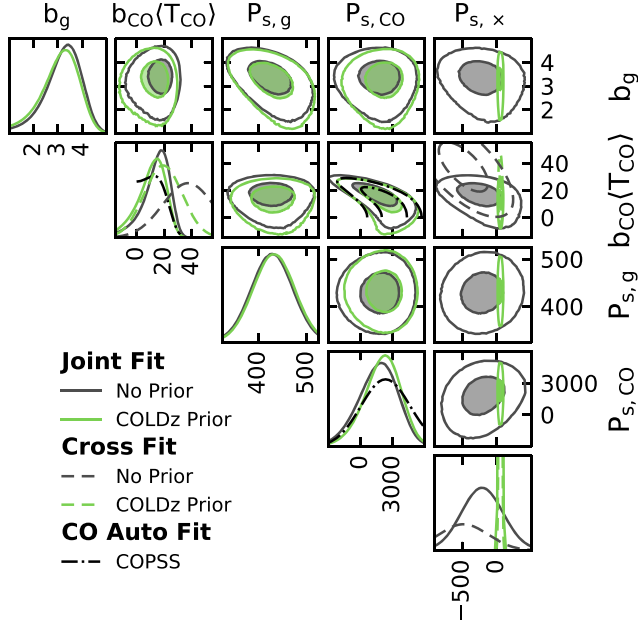 b_g b_CO⟨T_CO⟩ P_s,g P_s,CO P_s,×
4
3
2
b_g
2 3 4
40
20
0
b_CO⟨T_CO⟩
0 20 40
500
400
P_s,g
400 500
3000
0
P_s,CO
0 3000
−500 0
Joint Fit
No Prior
COLDz Prior
Cross Fit
No Prior
COLDz Prior
CO Auto Fit
COPSS